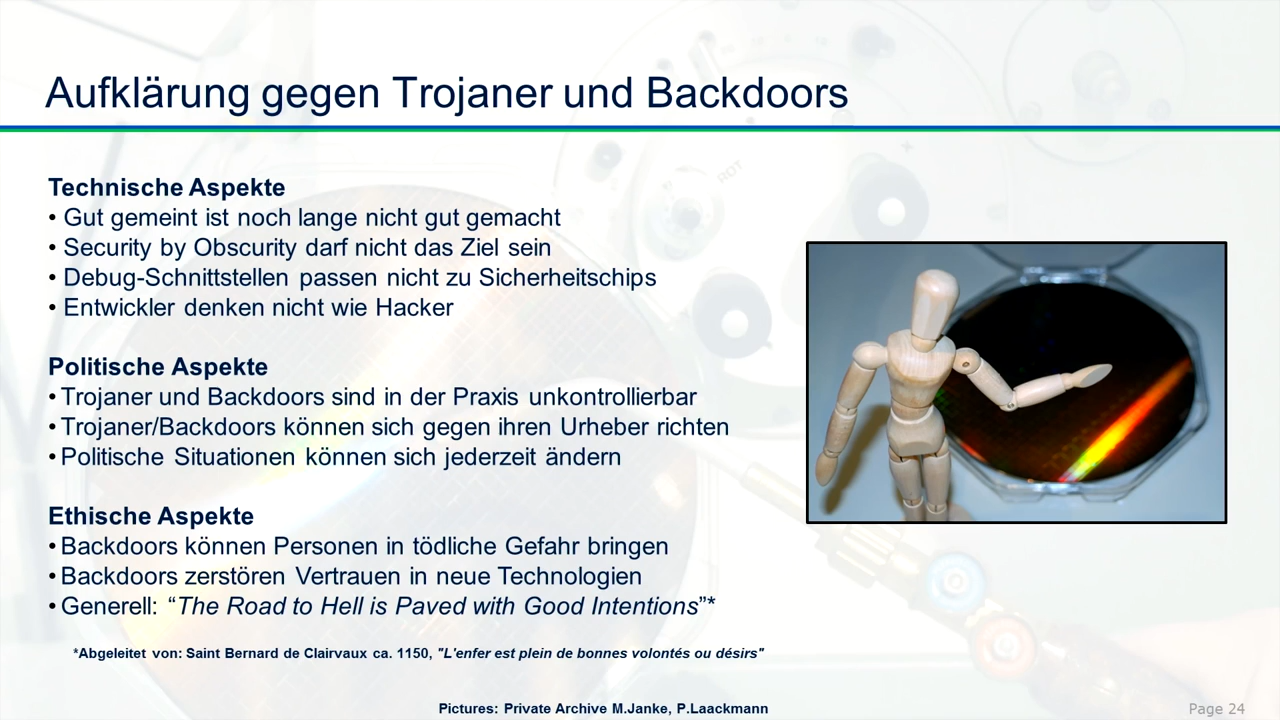 Aufklärung gegen Trojaner und Backdoors
Technische Aspekte
• Gut gemeint ist noch lange nicht gut gemacht
• Security by Obscurity darf nicht das Ziel sein
• Debug-Schnittstellen passen nicht zu Sicherheitschips
• Entwickler denken nicht wie Hacker
Politische Aspekte
• Trojaner und Backdoors sind in der Praxis unkontrollierbar
• Trojaner/Backdoors können sich gegen ihren Urheber richten
• Politische Situationen können sich jederzeit ändern
Ethische Aspekte
• Backdoors können Personen in tödliche Gefahr bringen
• Backdoors zerstören Vertrauen in neue Technologien
• Generell: “The Road to Hell is Paved with Good Intentions”*
*Abgeleitet von: Saint Bernard de Clairvaux ca. 1150, "L'enfer est plein de bonnes volontés ou désirs"
Pictures: Private Archive M.Janke, P.Laackmann
Page 24
ROT